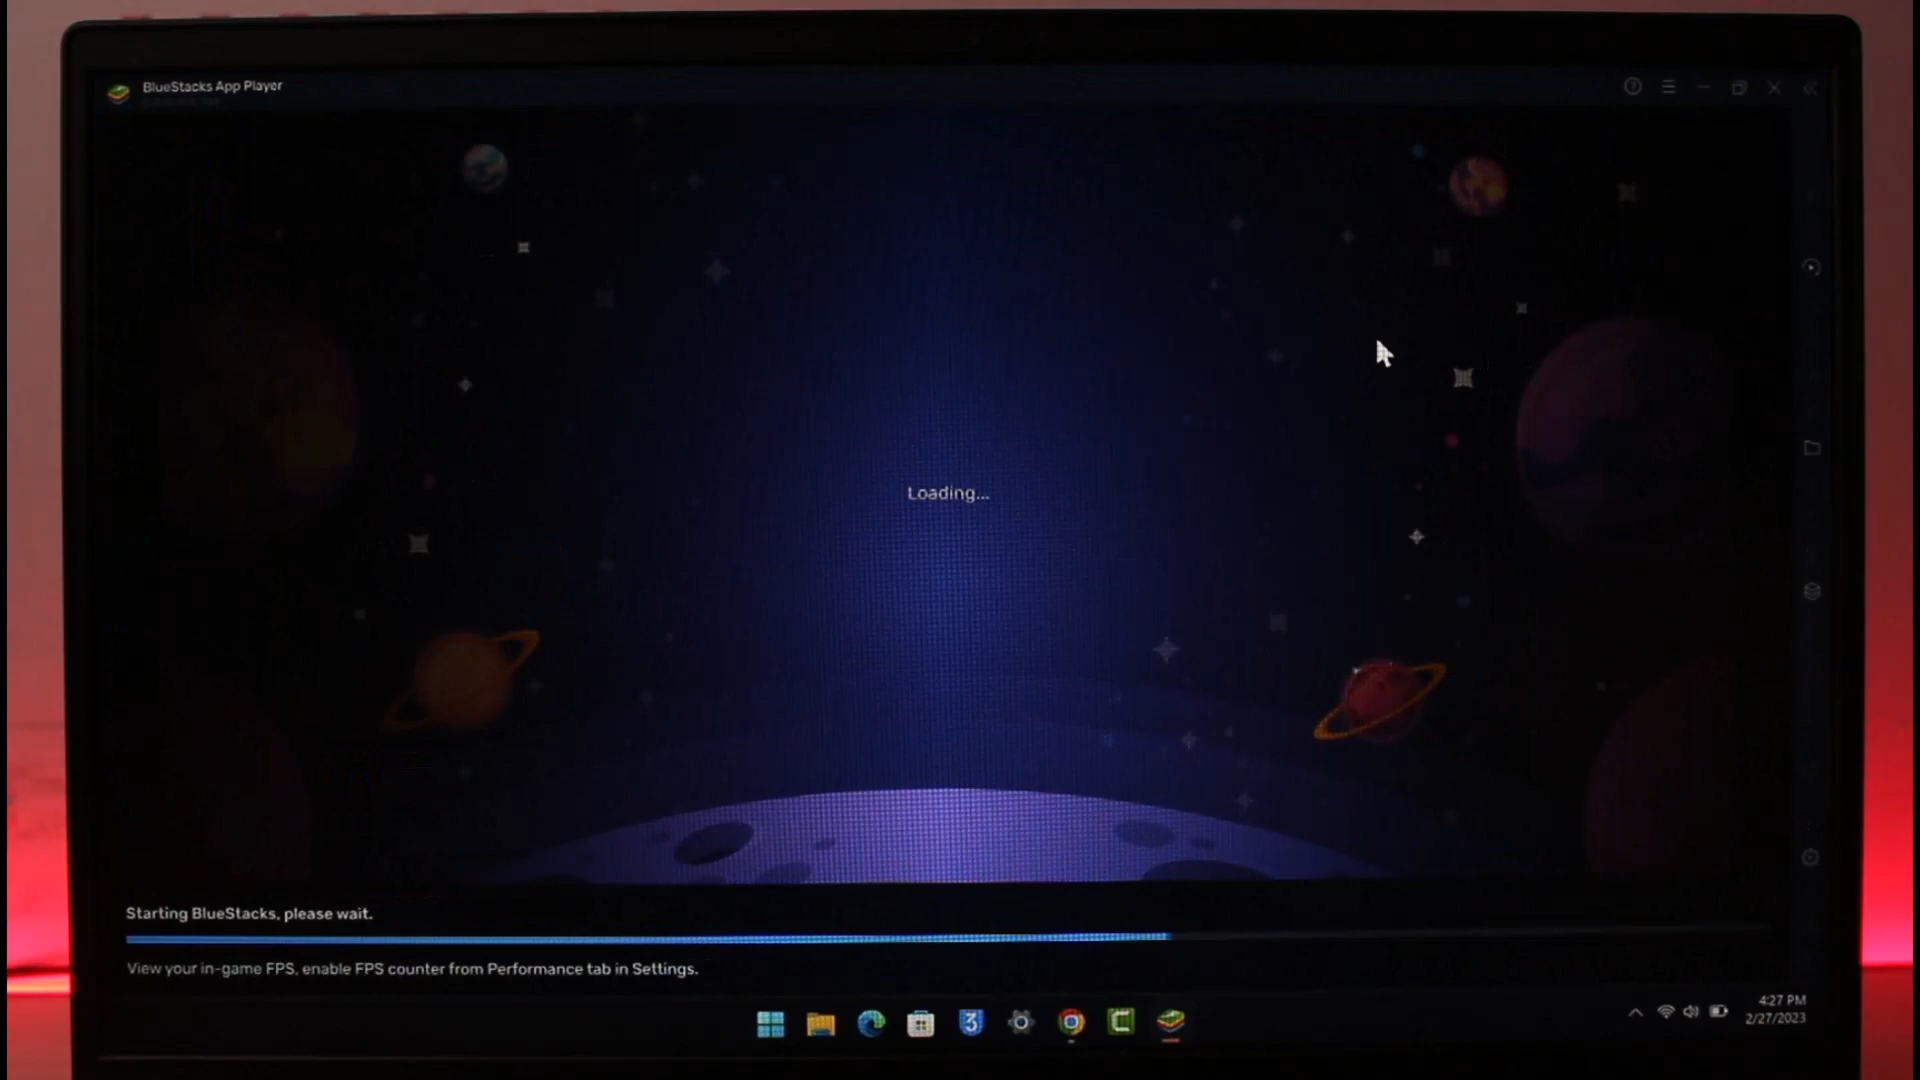 BlueStacks App Player
Loading...
Starting BlueStacks, please wait.
View your in-game FPS, enable FPS counter from Performance tab in Settings.
4:27 PM
2/27/2023